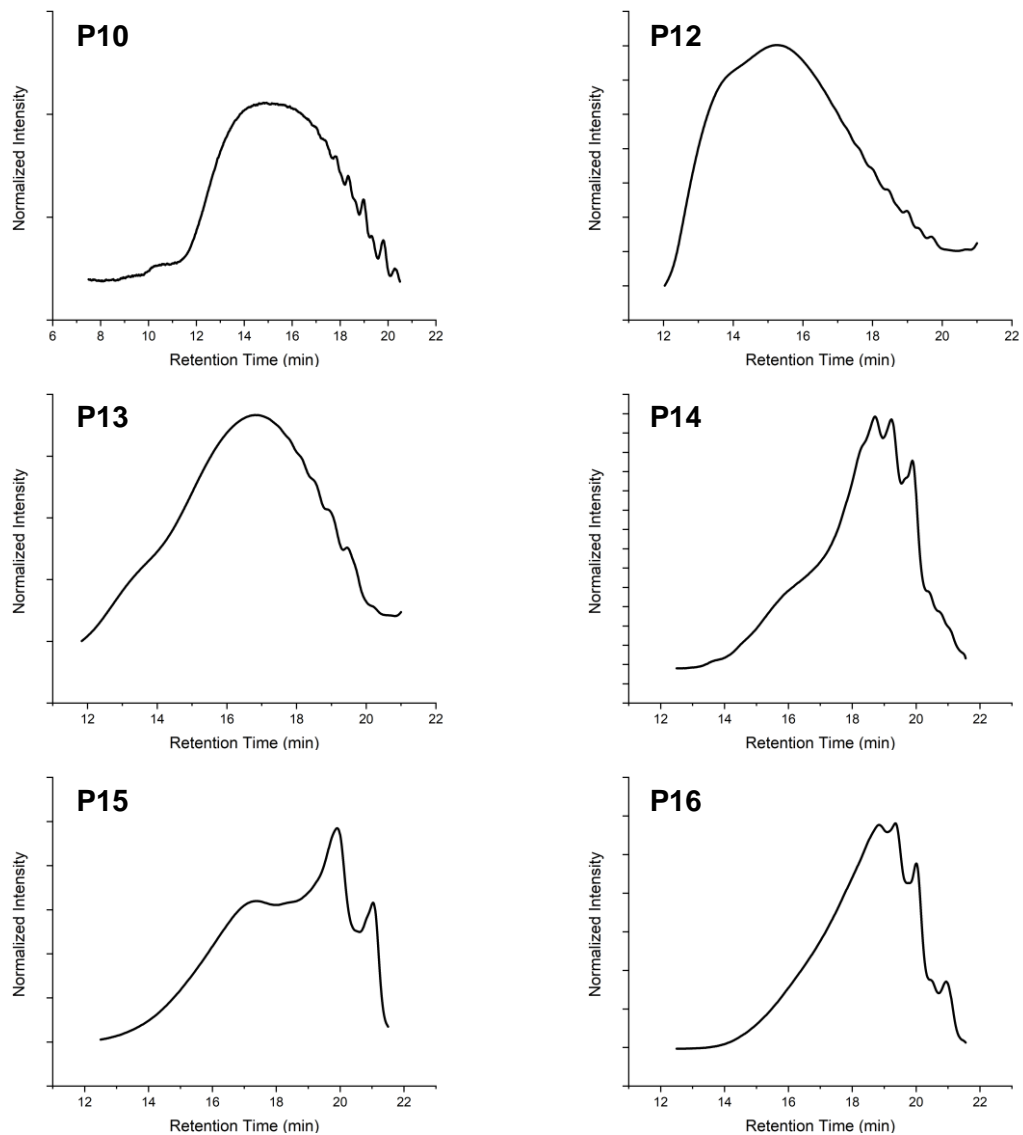 P10
Normalized Intensity
6 8 10 12 14 16 18 20 22
Retention Time (min)
P12
Normalized Intensity
12 14 16 18 20 22
Retention Time (min)
P13
Normalized Intensity
12 14 16 18 20 22
Retention Time (min)
P14
Normalized Intensity
12 14 16 18 20 22
Retention Time (min)
P15
Normalized Intensity
12 14 16 18 20 22
Retention Time (min)
P16
Normalized Intensity
12 14 16 18 20 22
Retention Time (min)